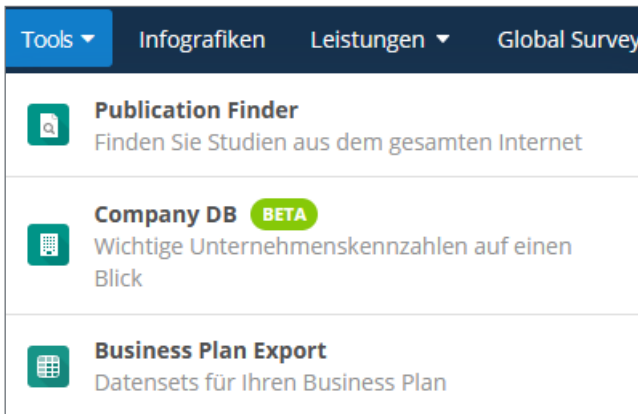 Tools Infografiken Leistungen Global Survey
Publication Finder
Finden Sie Studien aus dem gesamten Internet
Company DB BETA
Wichtige Unternehmenskennzahlen auf einen
Blick
Business Plan Export
Datensets für Ihren Business Plan